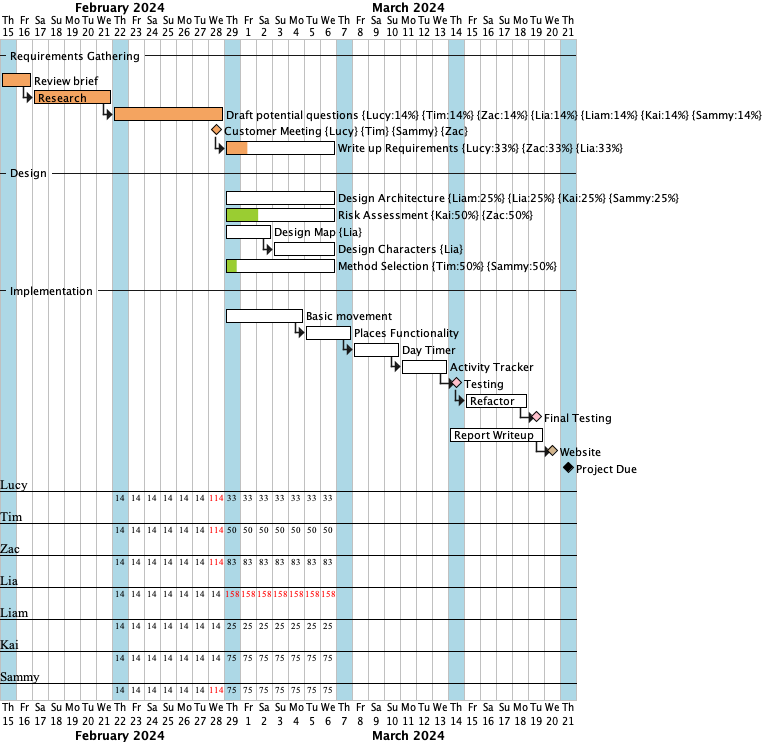 February 2024 March 2024
Th Fr Sa Su Mo Tu We Th Fr Sa Su Mo Tu We Th Fr Sa Su Mo Tu We Th Fr Sa Su Mo Tu We Th Fr Sa Su Mo Tu We Th
15 16 17 18 19 20 21 22 23 24 25 26 27 28 29 1 2 3 4 5 6 7 8 9 10 11 12 13 14 15 16 17 18 19 20 21
Requirements Gathering
Review brief
Research
Draft potential questions {Lucy:14%} {Tim:14%} {Zac:14%} {Lia:14%} {Liam:14%} {Kai:14%} {Sammy:14%}
Customer Meeting {Lucy} {Tim} {Sammy} {Zac}
Write up Requirements {Lucy:33%} {Zac:33%} {Lia:33%}
Design
Design Architecture {Liam:25%} {Lia:25%} {Kai:25%} {Sammy:25%}
Risk Assessment {Kai:50%} {Zac:50%}
Design Map {Lia}
Design Characters {Lia}
Method Selection {Tim:50%} {Sammy:50%}
Implementation
Basic movement
Places Functionality
Day Timer
Activity Tracker
Testing
Refactor
Final Testing
Report Writeup
Website
Project Due
Lucy
14 14 14 14 14 14 114 33 33 33 33 33 33 33
Tim
14 14 14 14 14 14 114 50 50 50 50 50 50 50
Zac
14 14 14 14 14 14 114 83 83 83 83 83 83 83
Lia
14 14 14 14 14 14 14 158 158 158 158 158 158 158
Liam
14 14 14 14 14 14 14 25 25 25 25 25 25 25
Kai
14 14 14 14 14 14 14 75 75 75 75 75 75 75
Sammy
14 14 14 14 14 14 114 75 75 75 75 75 75 75
Th Fr Sa Su Mo Tu We Th Fr Sa Su Mo Tu We Th Fr Sa Su Mo Tu We Th Fr Sa Su Mo Tu We Th Fr Sa Su Mo Tu We Th
15 16 17 18 19 20 21 22 23 24 25 26 27 28 29 1 2 3 4 5 6 7 8 9 10 11 12 13 14 15 16 17 18 19 20 21
February 2024 March 2024